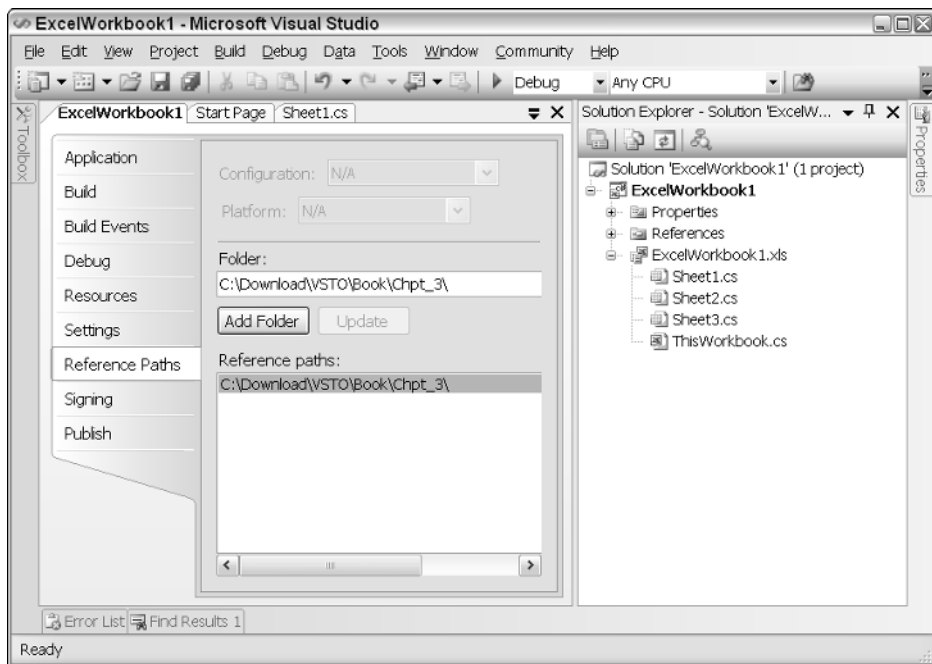 ExcelWorkbook1 - Microsoft Visual Studio
File Edit View Project Build Debug Data Tools Window Community Help
Debug Any CPU
Toolbox
ExcelWorkbook1 Start Page Sheet1.cs
Application
Build
Build Events
Debug
Resources
Settings
Reference Paths
Signing
Publish
Configuration: N/A
Platform: N/A
Folder:
C:\Download\VSTO\Book\Chpt_3\
Add Folder Update
Reference paths:
C:\Download\VSTO\Book\Chpt_3\
Solution Explorer - Solution 'ExcelW...
Solution 'ExcelWorkbook1' (1 project)
ExcelWorkbook1
Properties
References
ExcelWorkbook1.xls
Sheet1.cs
Sheet2.cs
Sheet3.cs
ThisWorkbook.cs
Properties
Error List Find Results 1
Ready